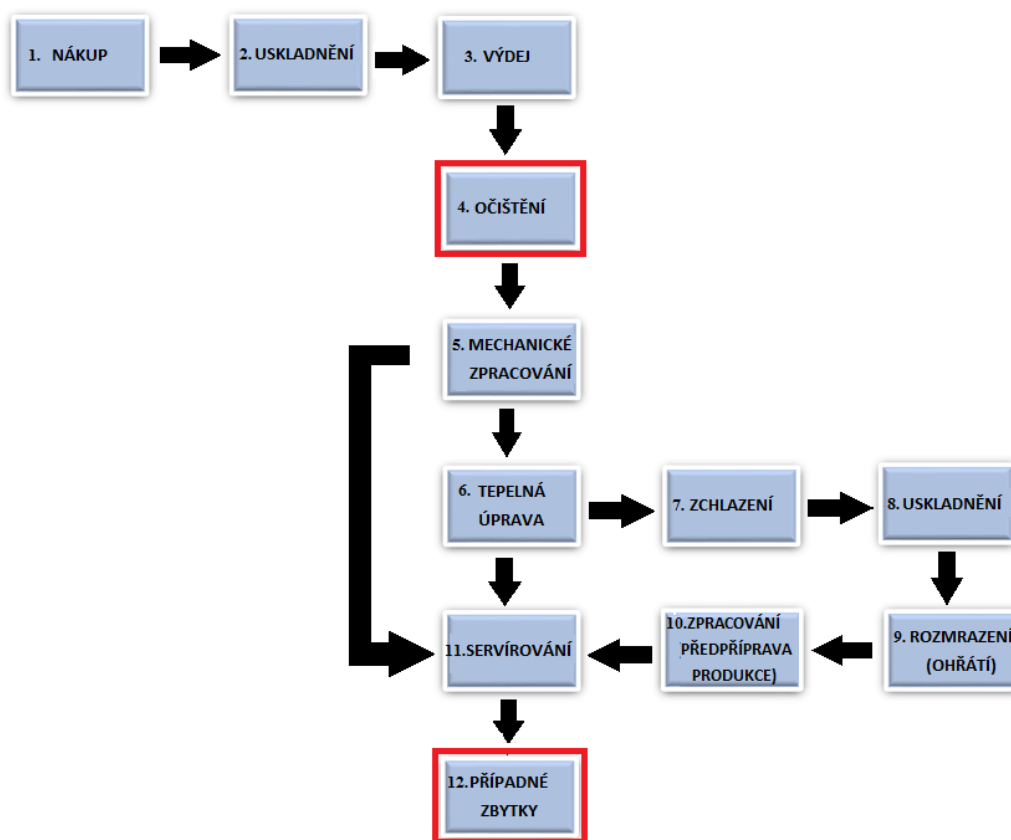 1. NÁKUP
2. USKLADNĚNÍ
3. VÝDEJ
4. OČIŠTĚNÍ
5. MECHANICKÉ
ZPRACOVÁNÍ
6. TEPELNÁ
ÚPRAVA
7. ZCHLAZENÍ
8. USKLADNĚNÍ
9. ROZMRAZENÍ
(OHŘÁTÍ)
10.ZPRACOVÁNÍ
PŘEDPŘÍPRAVA
PRODUKCE)
11.SERVÍROVÁNÍ
12.PŘÍPADNÉ
ZBYTKY